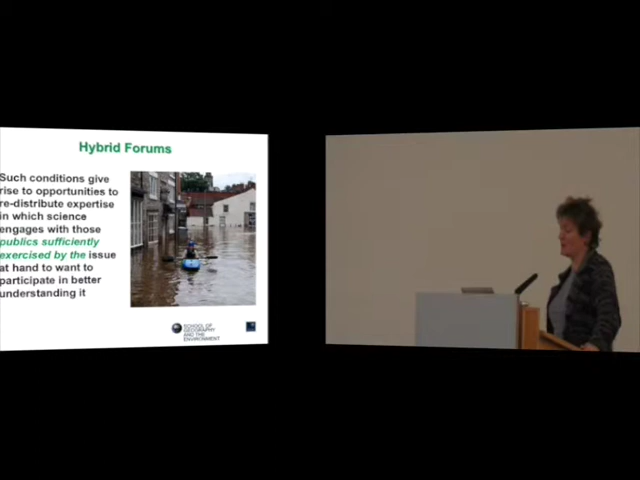 Hybrid Forums
Such conditions give
rise to opportunities to
re-distribute expertise
in which science
engages with those
publics sufficiently
exercised by the issue
at hand to want to
participate in better
understanding it
SCHOOL OF
GEOGRAPHY
AND THE
ENVIRONMENT